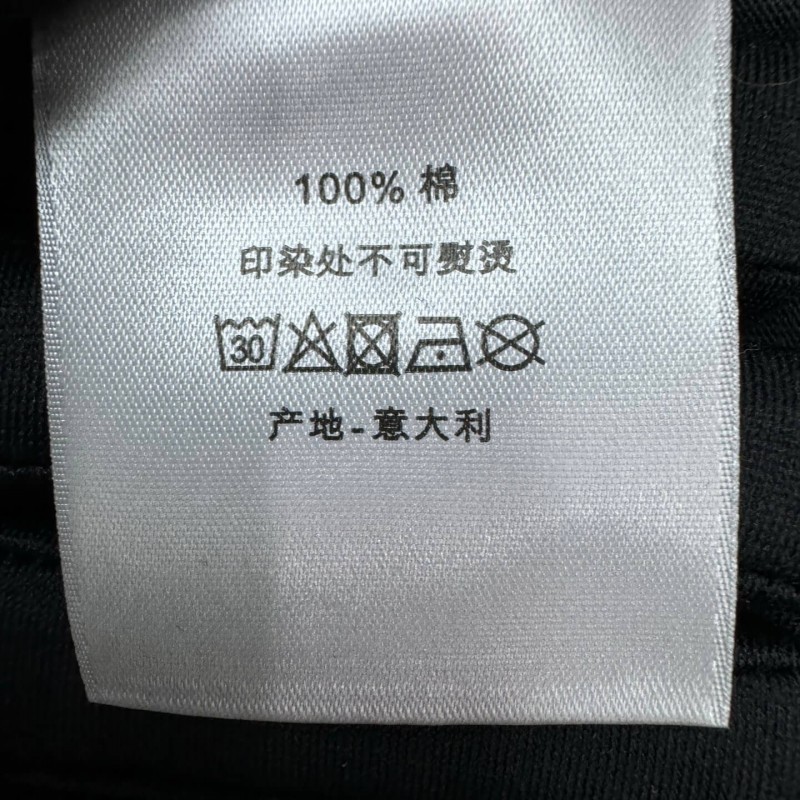 100% 棉
印染处不可熨烫
30
产地-意大利